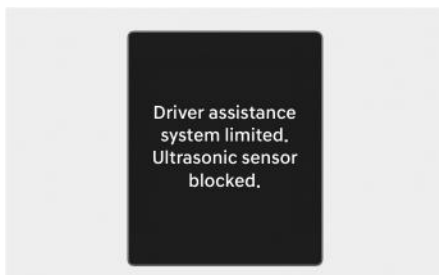 Driver assistance
system limited.
Ultrasonic sensor
blocked.